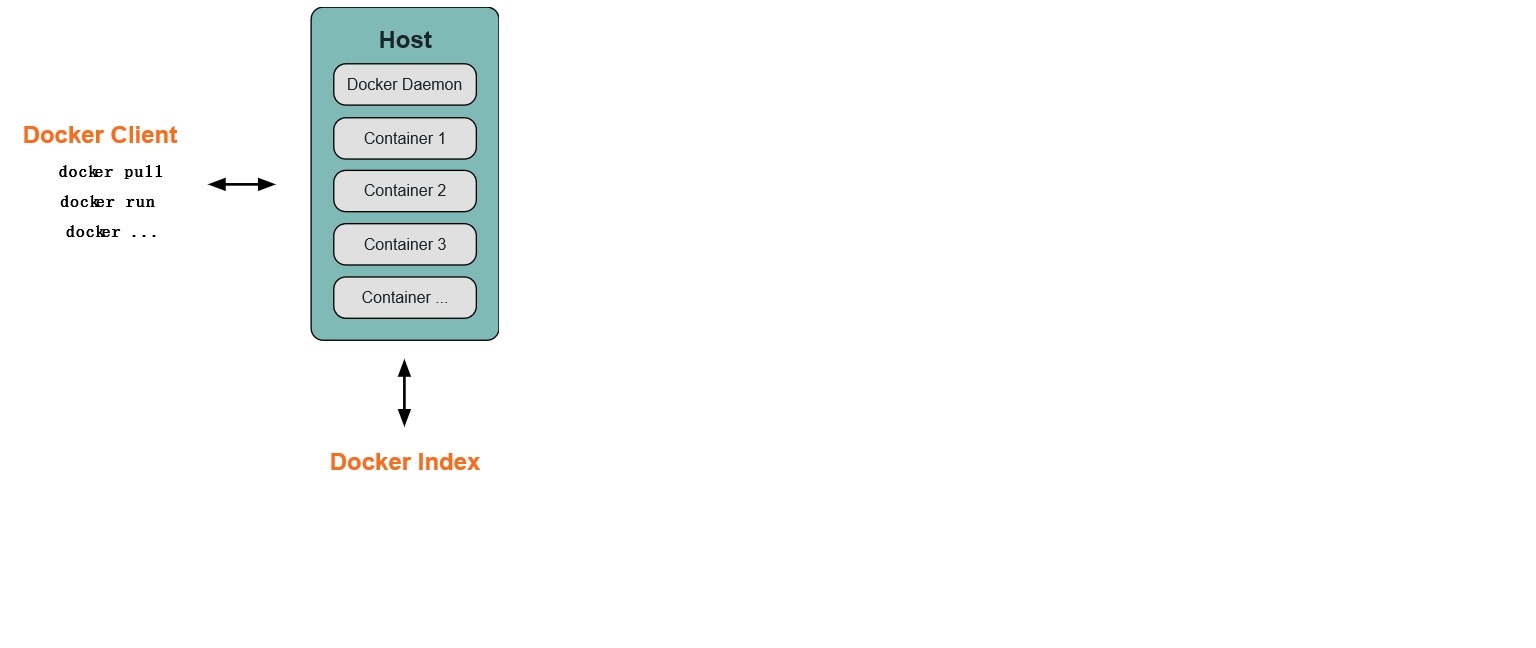 Host
Docker Daemon
Container 1
Container 2
Container 3
Container ...
Docker Client
docker pull
docker run
docker ...
Docker Index